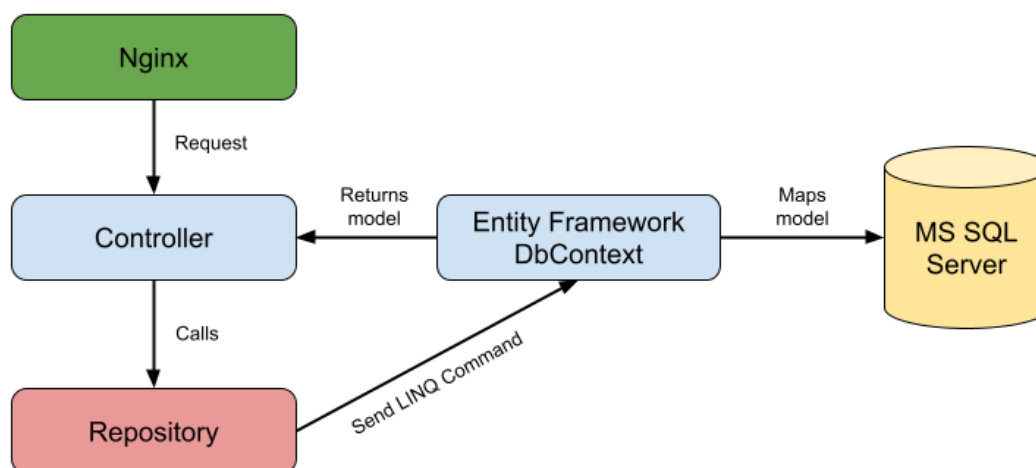 Nginx
Request
Returns
model
Maps
model
Controller
Entity Framework
DbContext
MS SQL
Server
Calls
Send LINQ Command
Repository